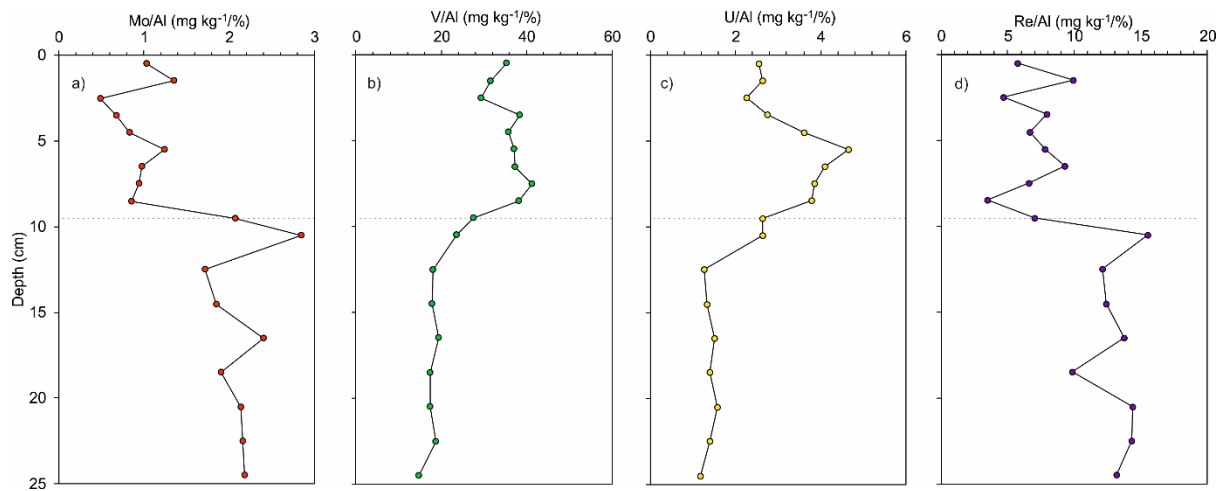 Mo/Al (mg kg⁻¹/%)
V/Al (mg kg⁻¹/%)
U/Al (mg kg⁻¹/%)
Re/Al (mg kg⁻¹/%)
0 1 2 3
0 20 40 60
0 2 4 6
0 5 10 15 20
0
5
10
15
20
25
Depth (cm)
a)
b)
c)
d)